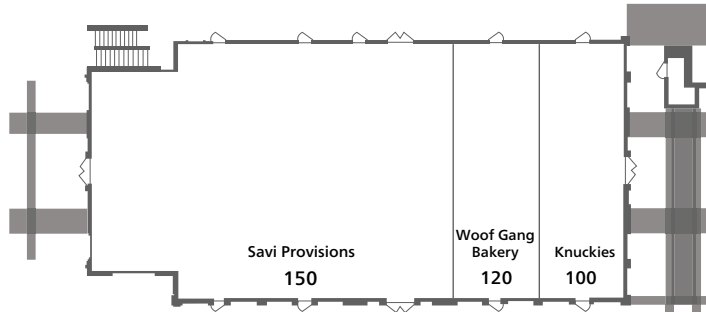 Savi Provisions
150
Woof Gang
Bakery
120
Knuckies
100